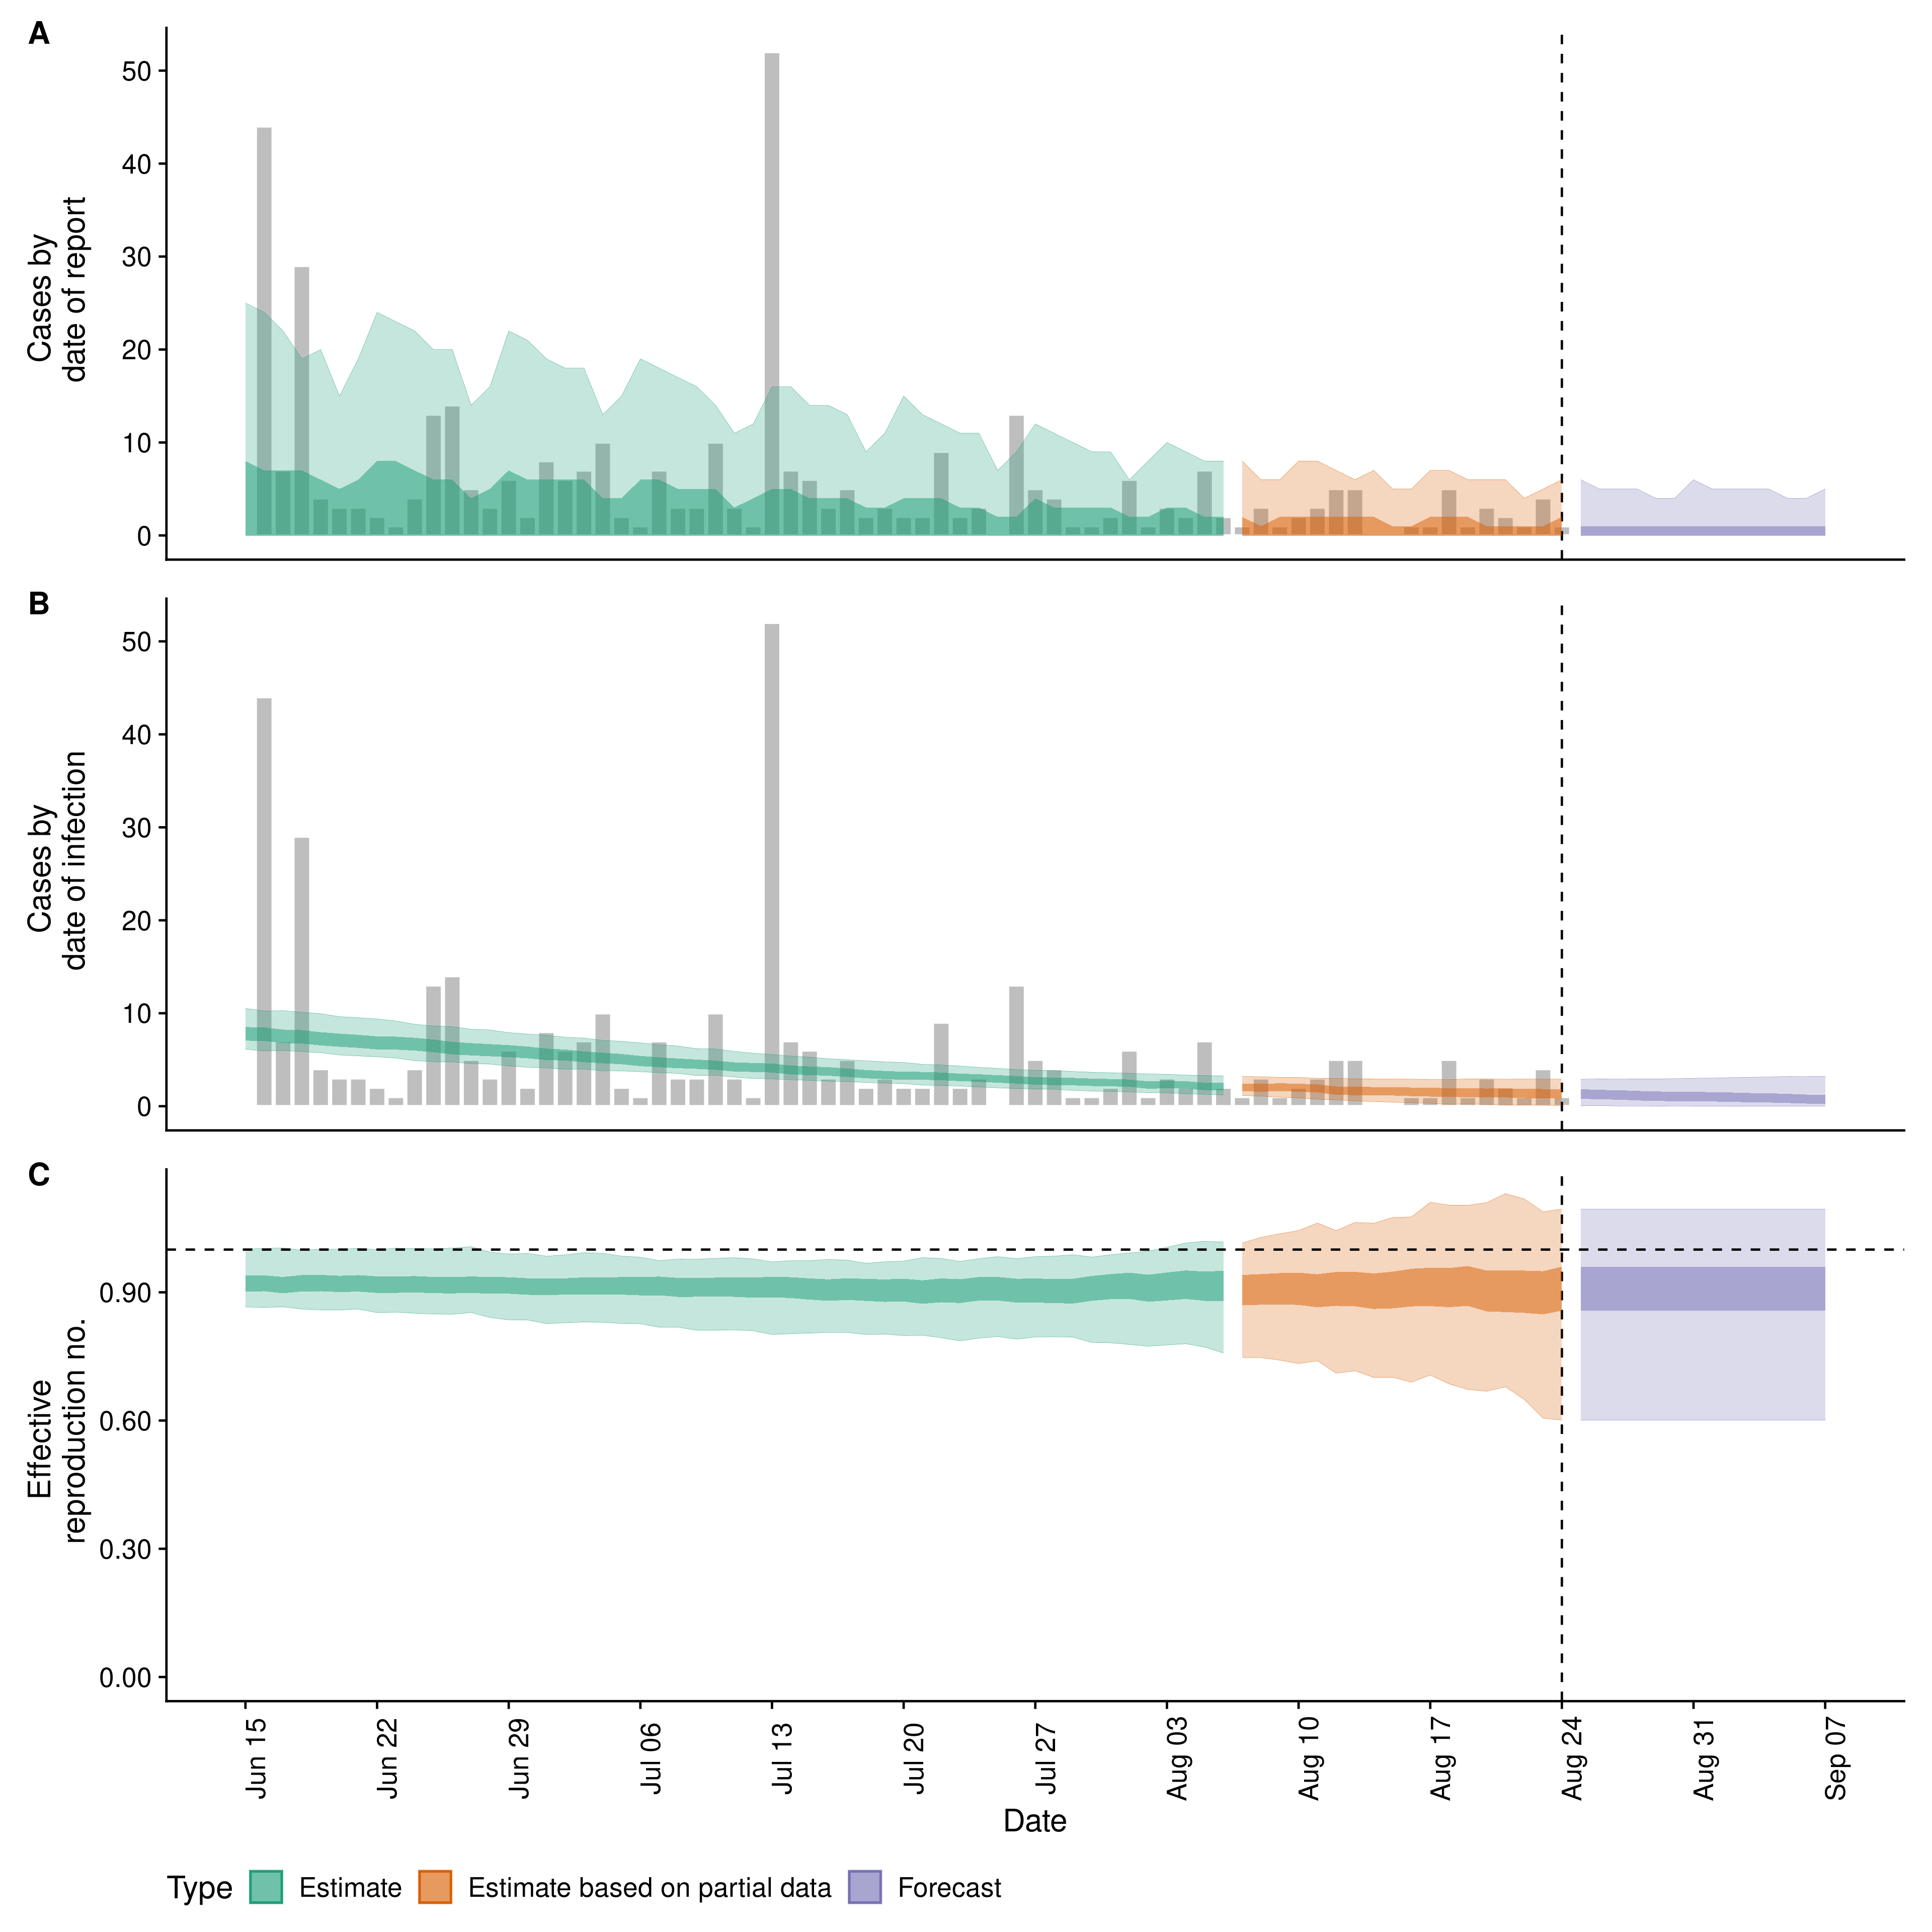 A
Cases by
date of report
50
40
30
20
10
0
B
Cases by
date of infection
50
40
30
20
10
0
C
Effective
reproduction no.
0.90
0.60
0.30
0.00
Jun 15
Jun 22
Jun 29
Jul 06
Jul 13
Jul 20
Jul 27
Aug 03
Aug 10
Aug 17
Aug 24
Aug 31
Sep 07
Date
Type Estimate Estimate based on partial data Forecast